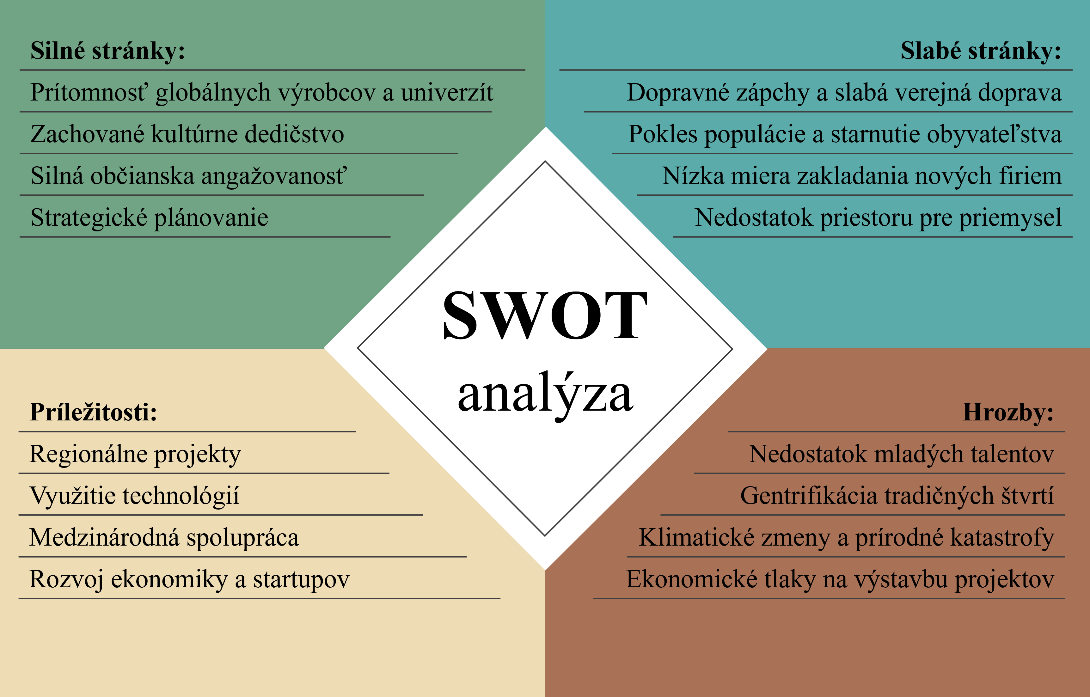 Silné stránky:
Prítomnosť globálnych výrobcov a univerzít
Zachované kultúrne dedičstvo
Silná občianska angažovanosť
Strategické plánovanie
Slabé stránky:
Dopravné zápchy a slabá verejná doprava
Pokles populácie a starnutie obyvateľstva
Nízka miera zakladania nových firiem
Nedostatok priestoru pre priemysel
SWOT
analýza
Príležitosti:
Regionálne projekty
Využitie technológií
Medzinárodná spolupráca
Rozvoj ekonomiky a startupov
Hrozby:
Nedostatok mladých talentov
Gentrifikácia tradičných štvrtí
Klimatické zmeny a prírodné katastrofy
Ekonomické tlaky na výstavbu projektov